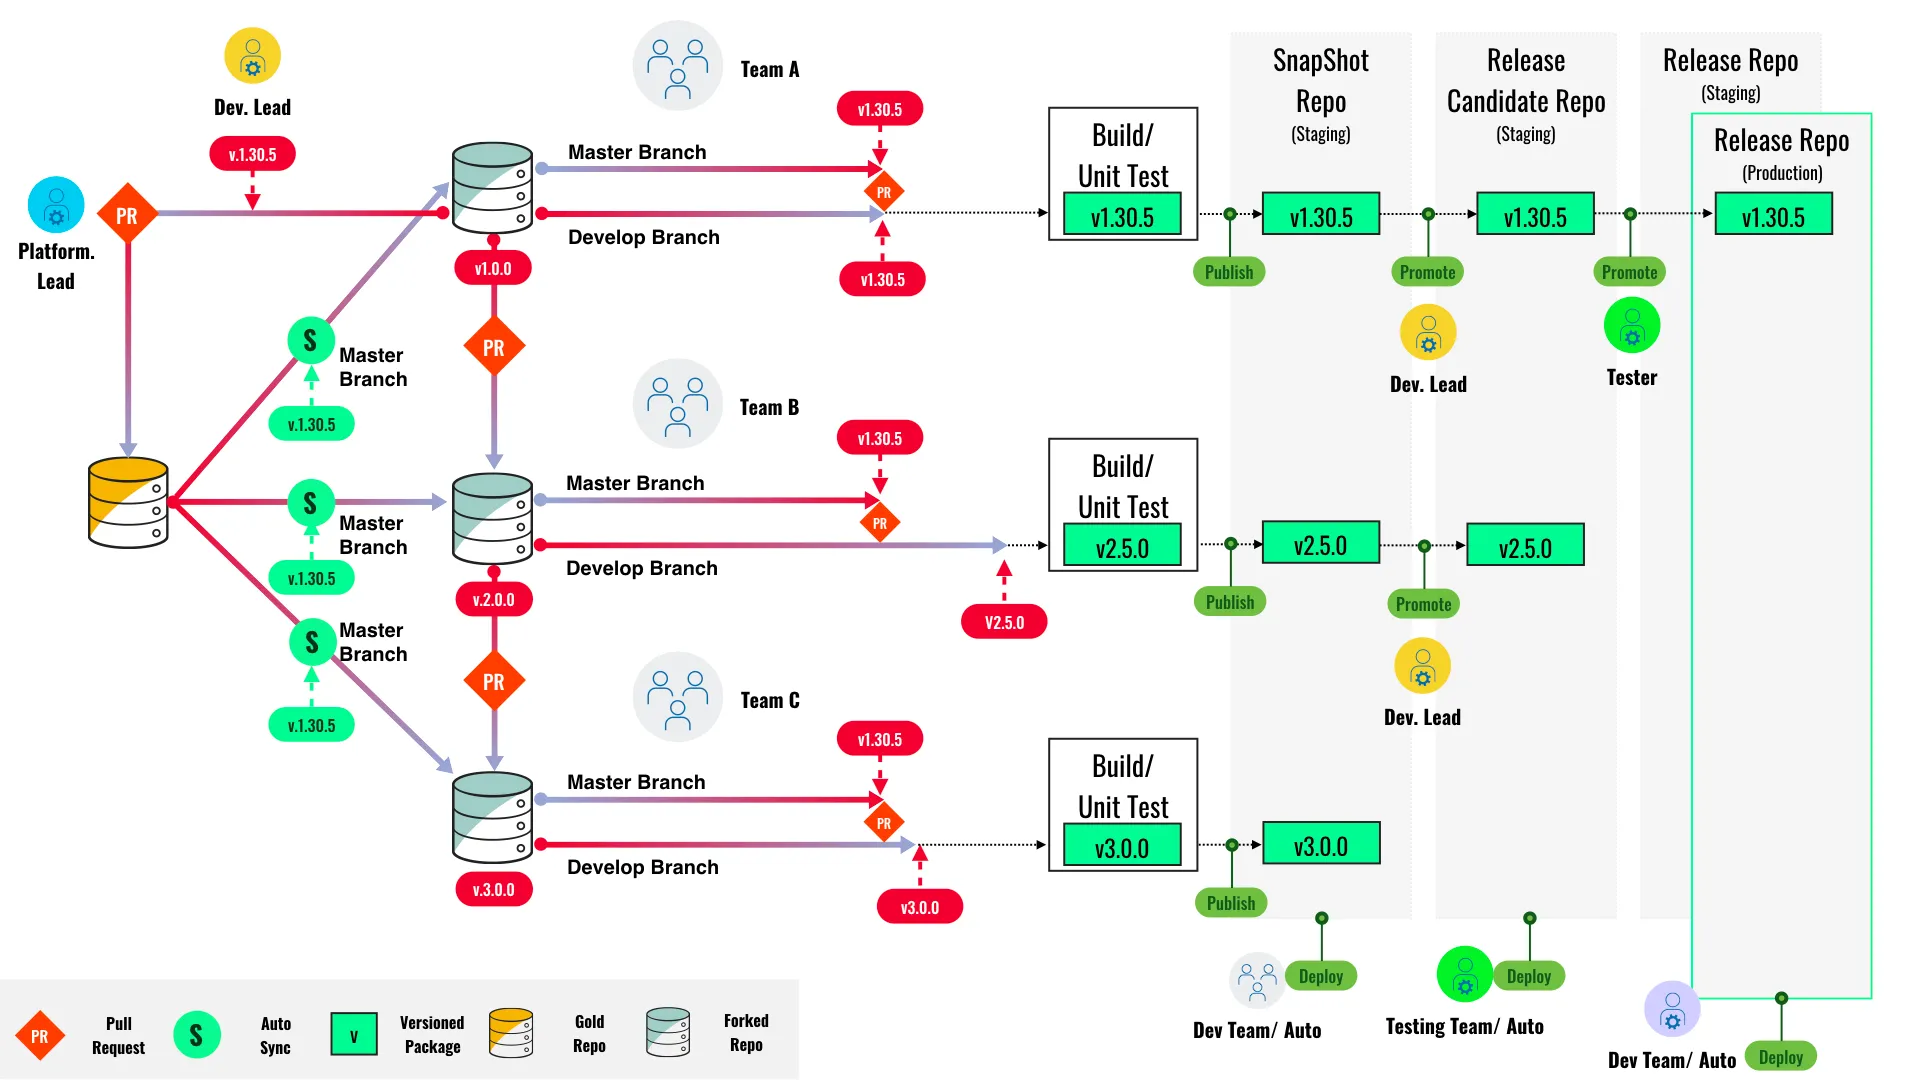 Dev. Lead
v.1.30.5
PR
Platform.
Lead
Team A
v1.30.5
Master Branch
PR
Develop Branch
v1.30.5
v1.0.0
PR
Build/
Unit Test
v1.30.5
Publish
SnapShot
Repo
(Staging)
v1.30.5
Promote
Dev. Lead
Release
Candidate Repo
(Staging)
v1.30.5
Promote
Tester
Release Repo
(Staging)
Release Repo
(Production)
v1.30.5
S
Master
Branch
v.1.30.5
S
Master
Branch
v.1.30.5
S
Master
Branch
v.1.30.5
Team B
v1.30.5
Master Branch
PR
Develop Branch
V2.5.0
v.2.0.0
PR
Build/
Unit Test
v2.5.0
Publish
v2.5.0
Promote
Dev. Lead
v2.5.0
Team C
v1.30.5
Master Branch
PR
Develop Branch
v3.0.0
v.3.0.0
Build/
Unit Test
v3.0.0
Publish
v3.0.0
Deploy
Dev Team/ Auto
Deploy
Testing Team/ Auto
Dev Team/ Auto
Deploy
PR
Pull
Request
S
Auto
Sync
V
Versioned
Package
Gold
Repo
Forked
Repo